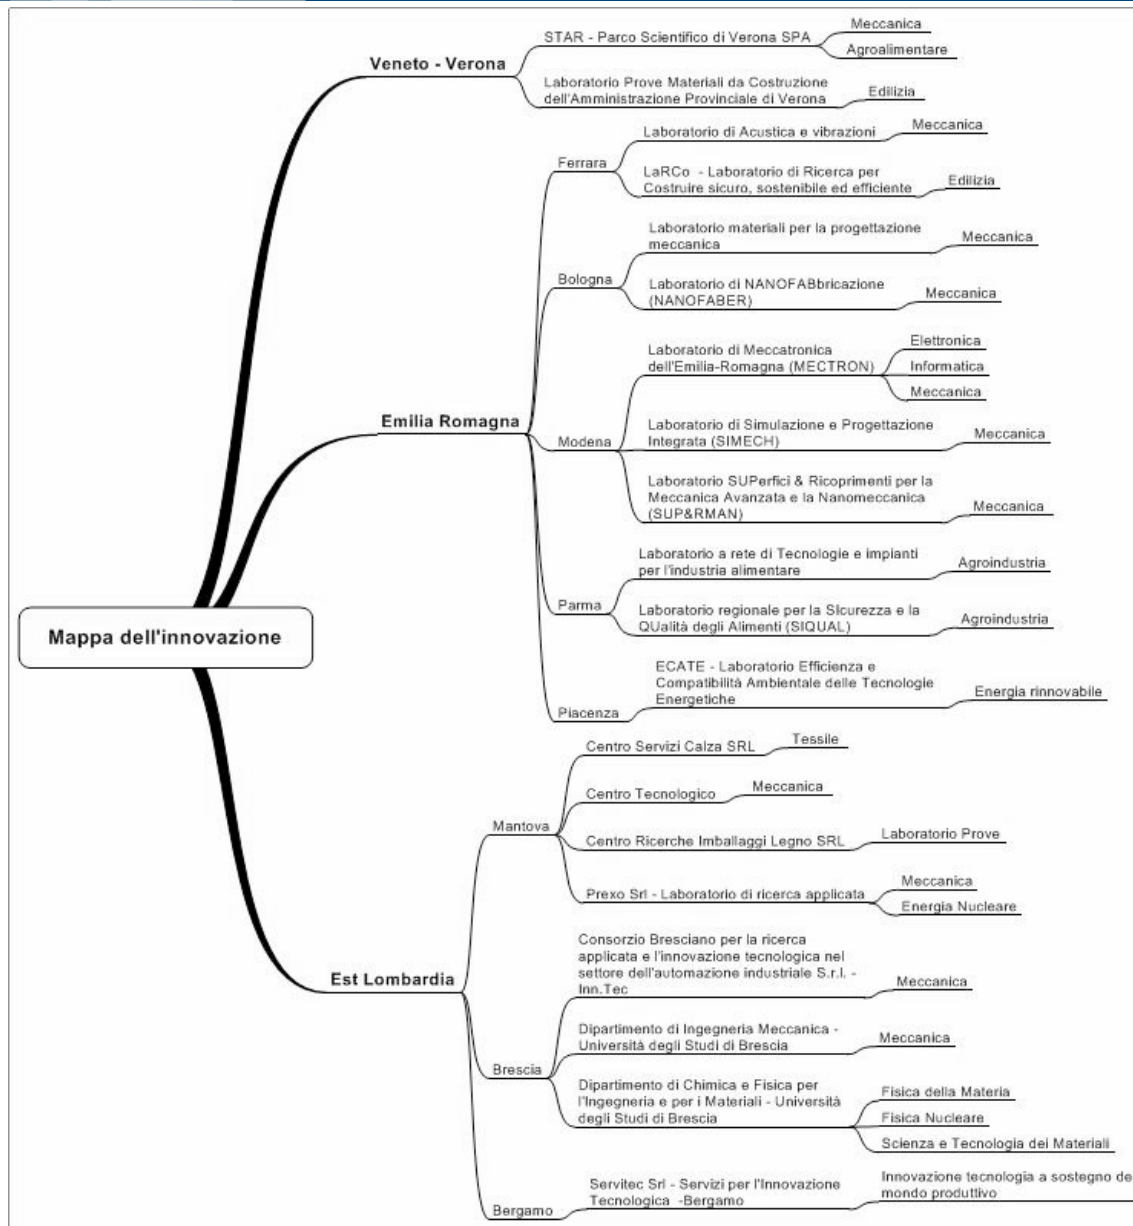 Mappa dell'innovazione
Veneto - Verona
STAR - Parco Scientifico di Verona SPA
Meccanica
Agroalimentare
Laboratorio Prove Materiali da Costruzione
dell'Amministrazione Provinciale di Verona
Edilizia
Emilia Romagna
Ferrara
Laboratorio di Acustica e vibrazioni
Meccanica
LaRCo - Laboratorio di Ricerca per
Costruire sicuro, sostenibile ed efficiente
Edilizia
Bologna
Laboratorio materiali per la progettazione
meccanica
Meccanica
Laboratorio di NANOFABbricazione
(NANOFABER)
Meccanica
Modena
Laboratorio di Meccatronica
dell'Emilia-Romagna (MECTRON)
Elettronica
Informatica
Meccanica
Laboratorio di Simulazione e Progettazione
Integrata (SIMECH)
Meccanica
Laboratorio SUPerfici & Ricoprimenti per la
Meccanica Avanzata e la Nanomeccanica
(SUP&RMAN)
Meccanica
Parma
Laboratorio a rete di Tecnologie e impianti
per l'industria alimentare
Agroindustria
Laboratorio regionale per la SIcurezza e la
QUalità degli Alimenti (SIQUAL)
Agroindustria
Piacenza
ECATE - Laboratorio Efficienza e
Compatibilità Ambientale delle Tecnologie
Energetiche
Energia rinnovabile
Est Lombardia
Mantova
Centro Servizi Calza SRL
Tessile
Centro Tecnologico
Meccanica
Centro Ricerche Imballaggi Legno SRL
Laboratorio Prove
Prexo Srl - Laboratorio di ricerca applicata
Meccanica
Energia Nucleare
Brescia
Consorzio Bresciano per la ricerca
applicata e l'innovazione tecnologica nel
settore dell'automazione industriale S.r.l. -
Inn.Tec
Meccanica
Dipartimento di Ingegneria Meccanica -
Università degli Studi di Brescia
Meccanica
Dipartimento di Chimica e Fisica per
l'Ingegneria e per i Materiali - Università
degli Studi di Brescia
Fisica della Materia
Fisica Nucleare
Scienza e Tecnologia dei Materiali
Bergamo
Servitec Srl - Servizi per l'Innovazione
Tecnologica -Bergamo
Innovazione tecnologia a sostegno de
mondo produttivo